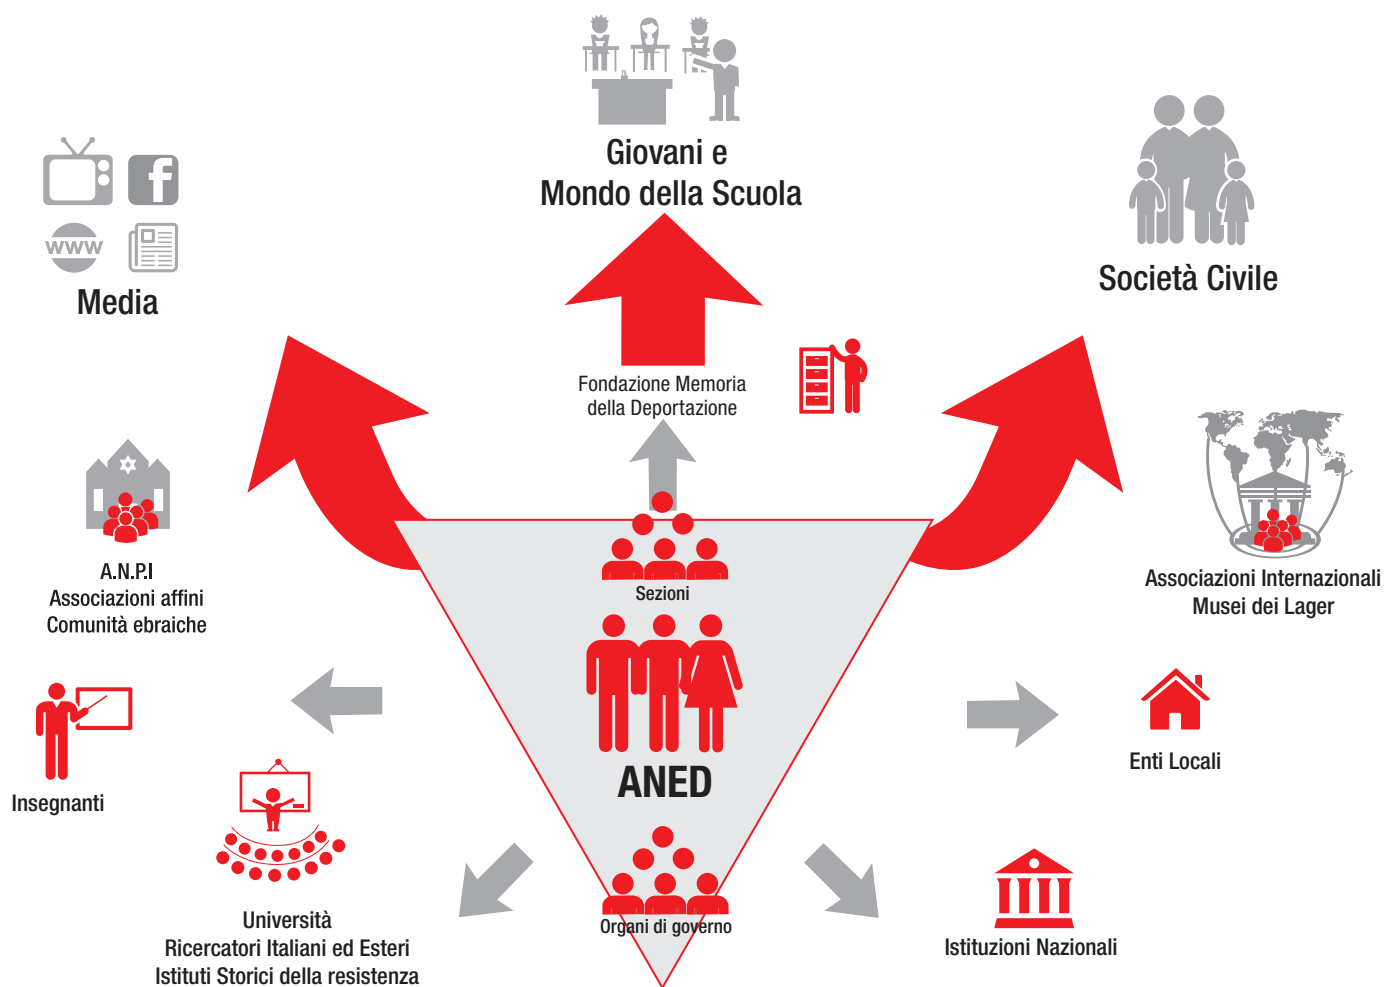 Giovani e
Mondo della Scuola
f
www
Media
Società Civile
Fondazione Memoria
della Deportazione
A.N.P.I
Associazioni affini
Comunità ebraiche
Associazioni Internazionali
Musei dei Lager
Sezioni
ANED
Insegnanti
Enti Locali
Università
Ricercatori Italiani ed Esteri
Istituti Storici della resistenza
Organi di governo
Istituzioni Nazionali